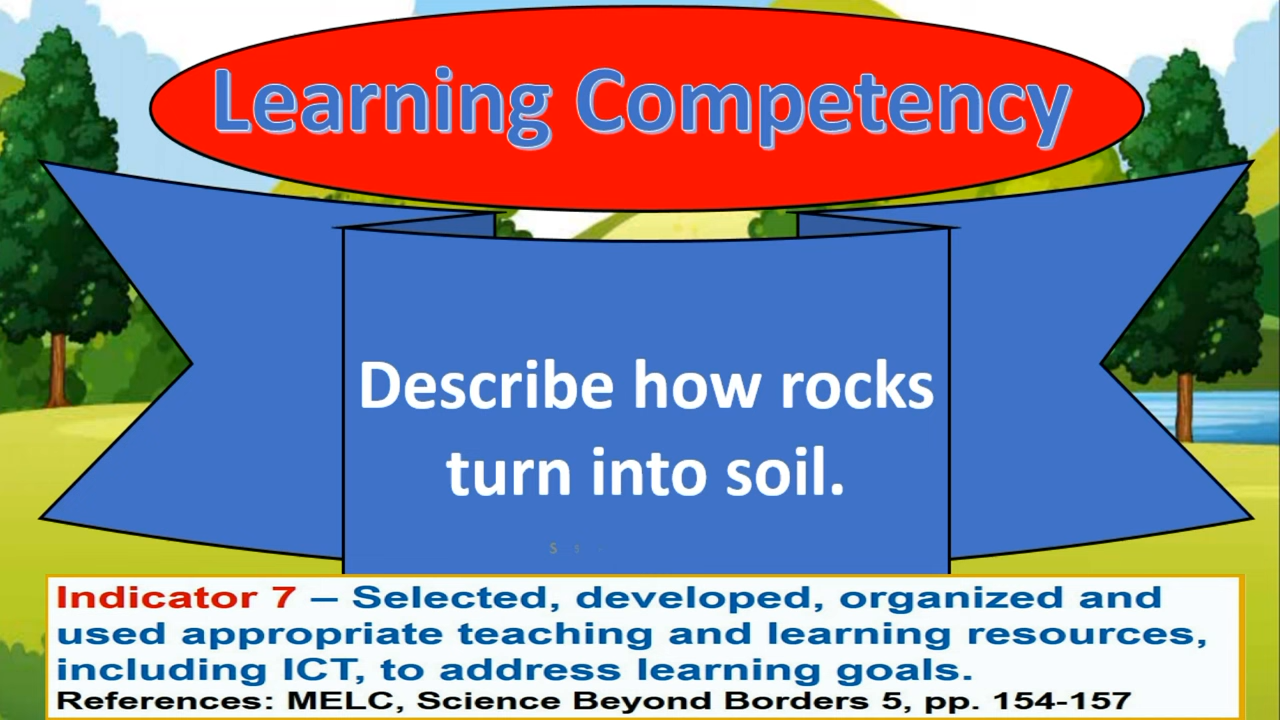 Learning Competency
Describe how rocks
turn into soil.
Indicator 7 – Selected, developed, organized and
used appropriate teaching and learning resources,
including ICT, to address learning goals.
References: MELC, Science Beyond Borders 5, pp. 154-157